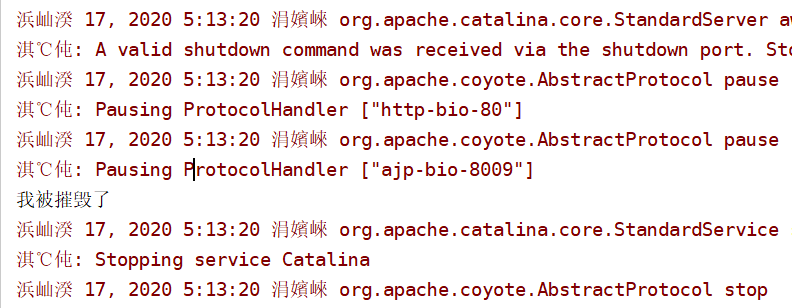 浜屾湀 17, 2020 5:13:20 涓嬪崍 org.apache.catalina.core.StandardServer aw
淇℃伅: A valid shutdown command was received via the shutdown port. Sto
浜屾湀 17, 2020 5:13:20 涓嬪崍 org.apache.coyote.AbstractProtocol pause
淇℃伅: Pausing ProtocolHandler ["http-bio-80"]
浜屾湀 17, 2020 5:13:20 涓嬪崍 org.apache.coyote.AbstractProtocol pause
淇℃伅: Pausing ProtocolHandler ["ajp-bio-8009"]
我被摧毁了
浜屾湀 17, 2020 5:13:20 涓嬪崍 org.apache.catalina.core.StandardService
淇℃伅: Stopping service Catalina
浜屾湀 17, 2020 5:13:20 涓嬪崍 org.apache.coyote.AbstractProtocol stop